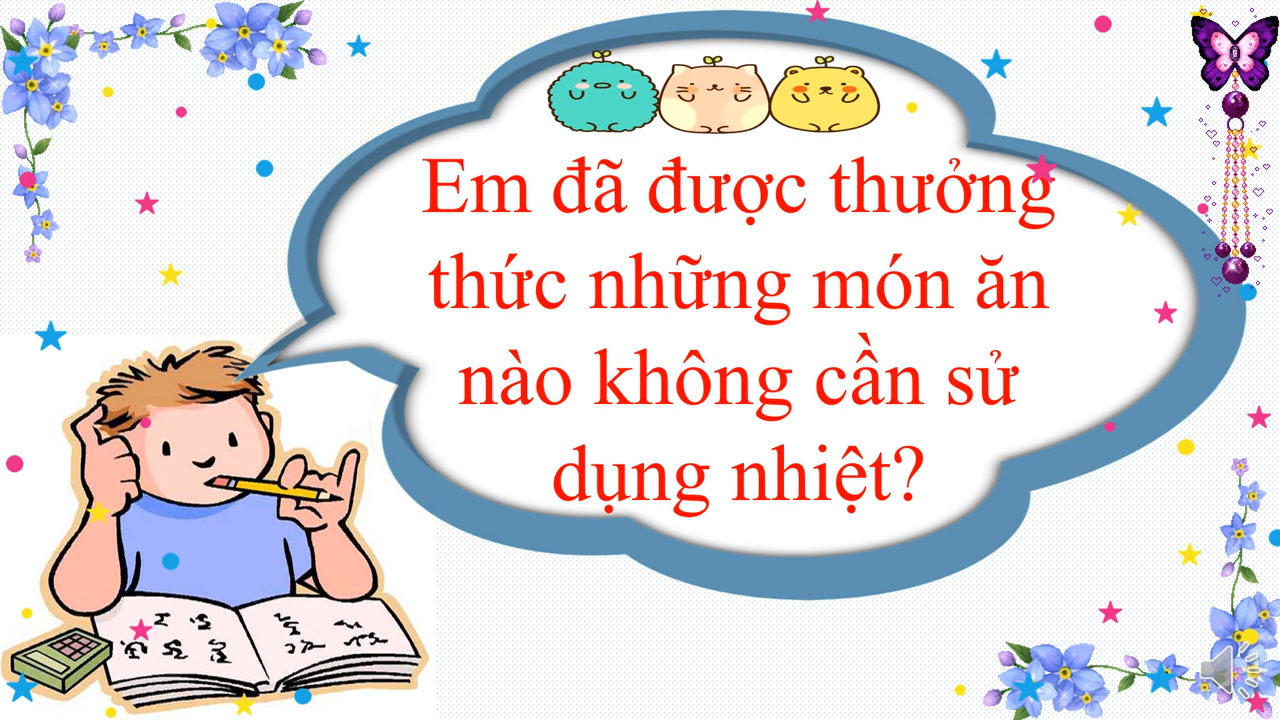 Em đã được thưởng
thức những món ăn
nào không cần sử
dụng nhiệt?